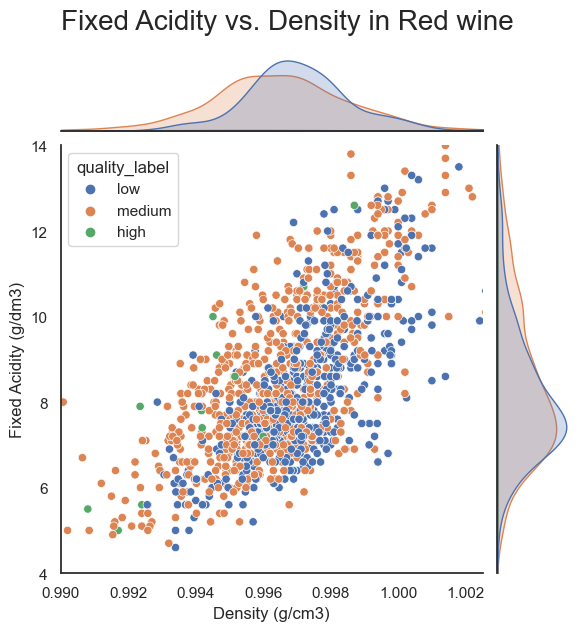 Fixed Acidity vs. Density in Red wine
quality_label
low
medium
high
Fixed Acidity (g/dm3)
14
12
10
8
6
4
0.990 0.992 0.994 0.996 0.998 1.000 1.002
Density (g/cm3)